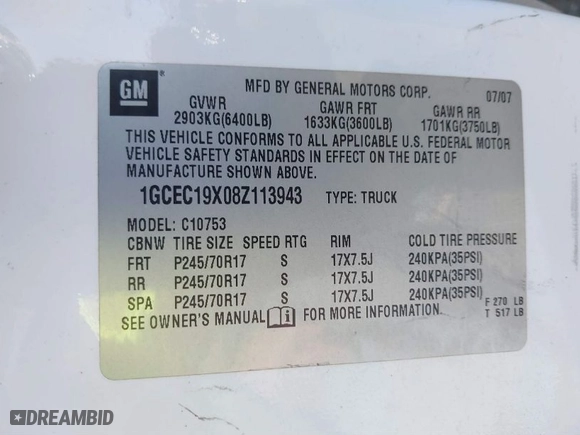 GM
MFD BY GENERAL MOTORS CORP. 07/07
GVWR GAWR FRT GAWR RR
2903KG(6400LB) 1633KG(3600LB) 1701KG(3750LB)
THIS VEHICLE CONFORMS TO ALL APPLICABLE U.S. FEDERAL MOTOR
VEHICLE SAFETY STANDARDS IN EFFECT ON THE DATE OF
MANUFACTURE SHOWN ABOVE.
1GCEC19X08Z113943 TYPE: TRUCK
MODEL: C10753
CBNW TIRE SIZE SPEED RTG RIM COLD TIRE PRESSURE
FRT P245/70R17 S 17X7.5J 240KPA(35PSI)
RR P245/70R17 S 17X7.5J 240KPA(35PSI)
SPA P245/70R17 S 17X7.5J 240KPA(35PSI)
SEE OWNER'S MANUAL FOR MORE INFORMATION.
F 270 LB
T 517 LB
DREAMBID